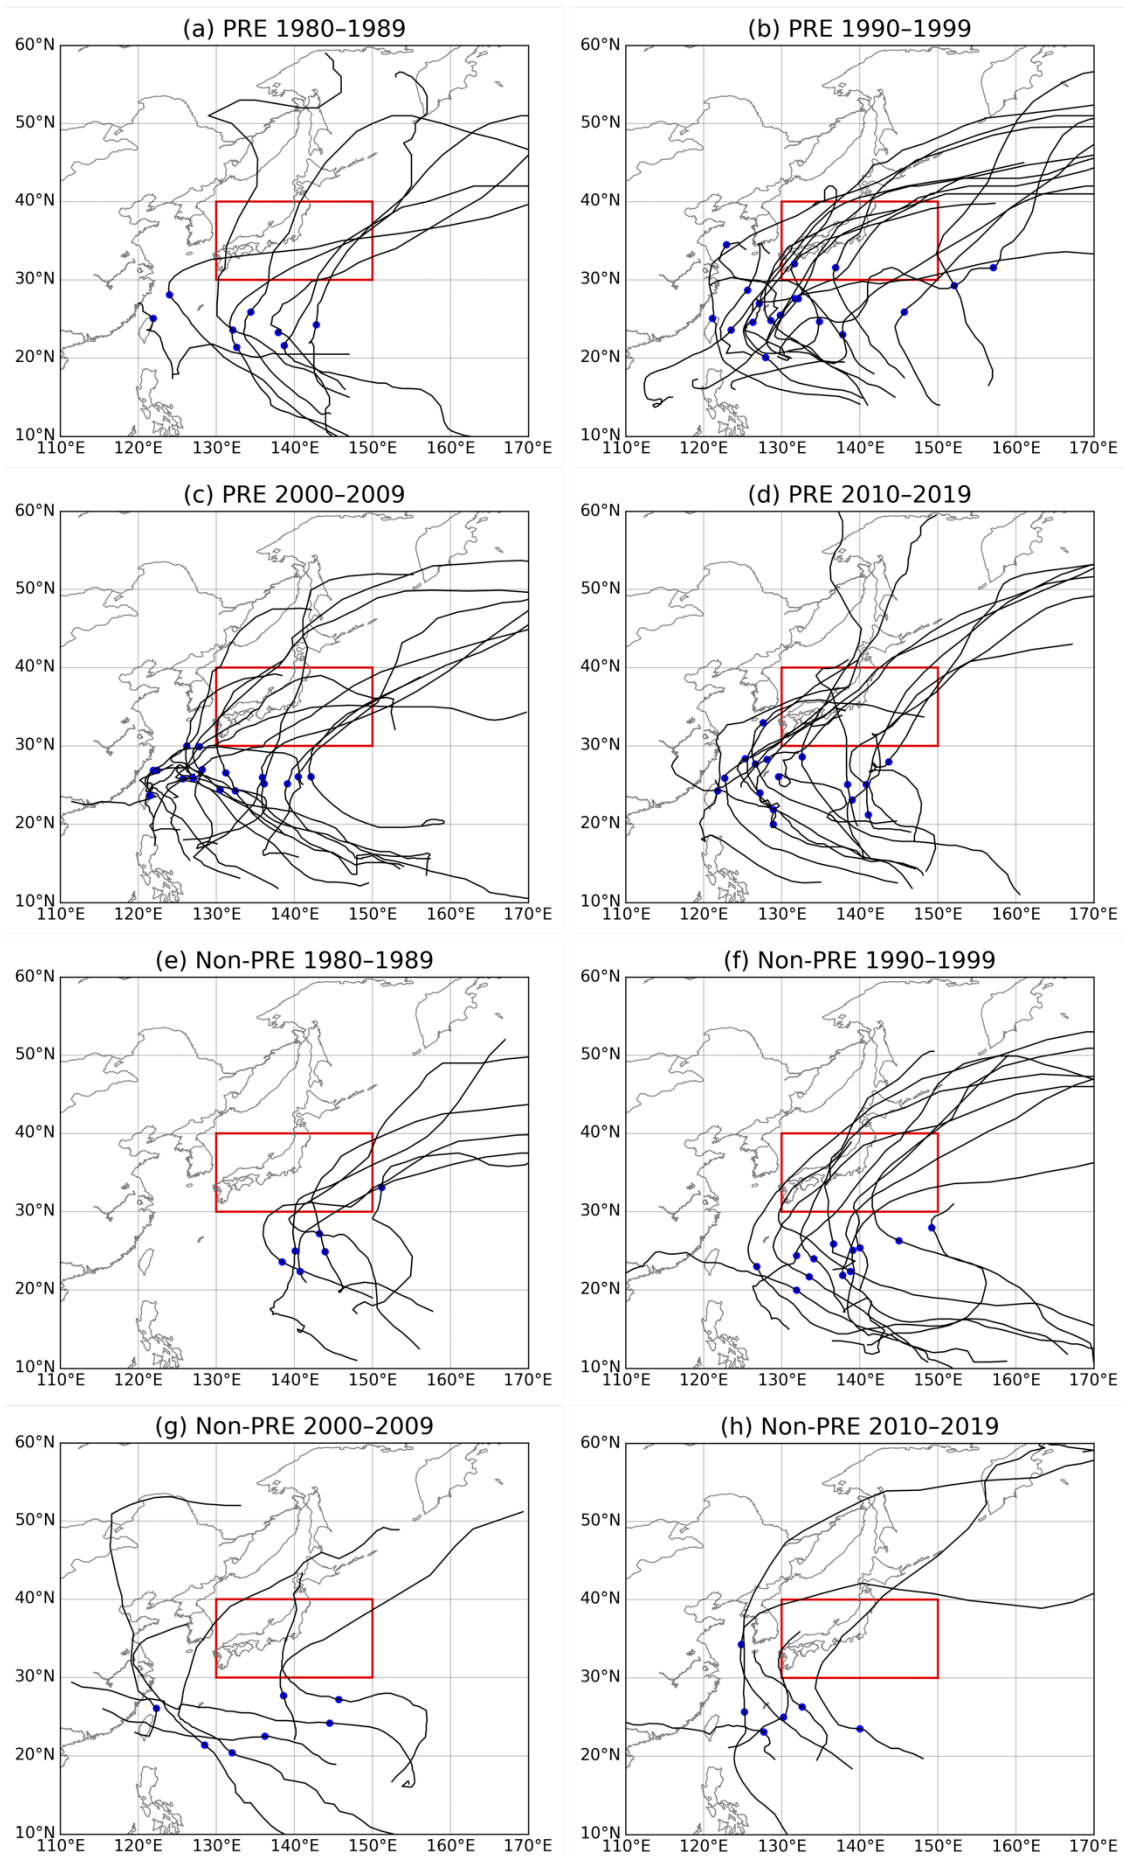 (a) PRE 1980–1989
(b) PRE 1990–1999
60°N
60°N
50°N
50°N
40°N
40°N
30°N
30°N
20°N
20°N
10°N
10°N
110°E 120°E 130°E 140°E 150°E 160°E 170°E
110°E 120°E 130°E 140°E 150°E 160°E 170°E
(c) PRE 2000–2009
(d) PRE 2010–2019
60°N
60°N
50°N
50°N
40°N
40°N
30°N
30°N
20°N
20°N
10°N
10°N
110°E 120°E 130°E 140°E 150°E 160°E 170°E
110°E 120°E 130°E 140°E 150°E 160°E 170°E
(e) Non-PRE 1980–1989
(f) Non-PRE 1990–1999
60°N
60°N
50°N
50°N
40°N
40°N
30°N
30°N
20°N
20°N
10°N
10°N
110°E 120°E 130°E 140°E 150°E 160°E 170°E
110°E 120°E 130°E 140°E 150°E 160°E 170°E
(g) Non-PRE 2000–2009
(h) Non-PRE 2010–2019
60°N
60°N
50°N
50°N
40°N
40°N
30°N
30°N
20°N
20°N
10°N
10°N
110°E 120°E 130°E 140°E 150°E 160°E 170°E
110°E 120°E 130°E 140°E 150°E 160°E 170°E